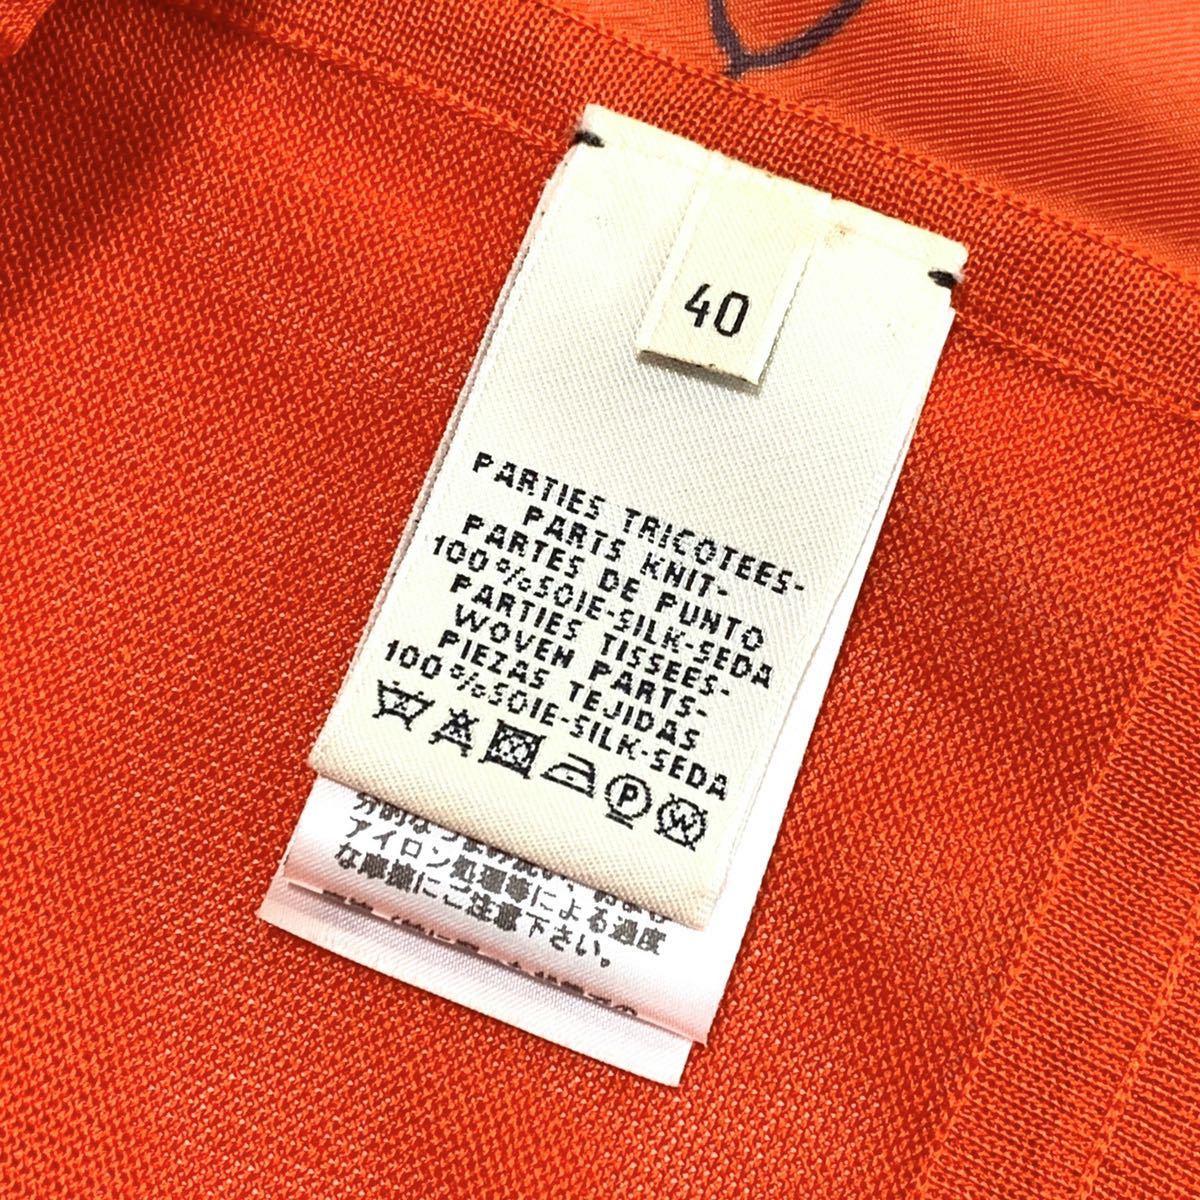 40
PARTIES TRICOTEES-
PARTS KNIT-
PARTES DE PUNTO
100%SOIE-SILK-SEDA
PARTIES TISSEES-
WOVEN PARTS-
PIEZAS TEJIDAS
100%SOIE-SILK-SEDA
P W
アイロン処理等による過度
な摩擦にご注意下さい。